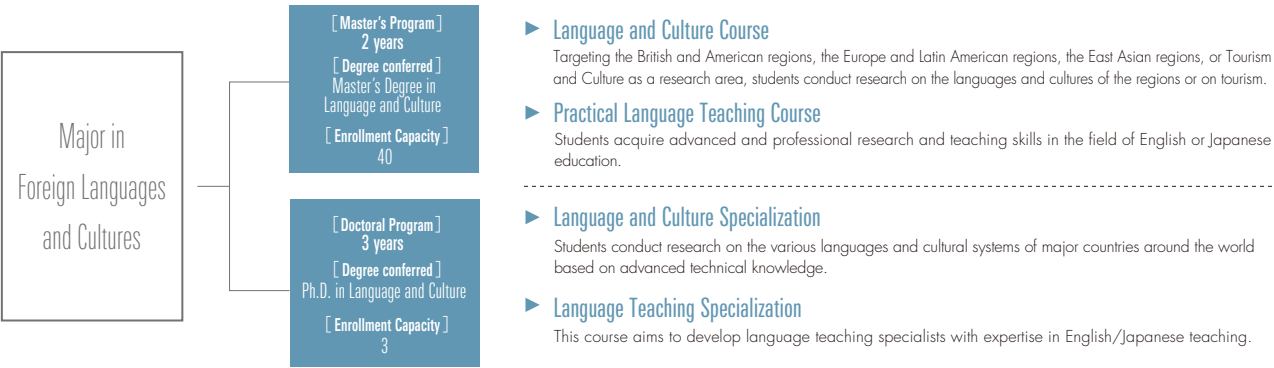 Major in
Foreign Languages
and Cultures
[Master's Program]
2 years
[Degree conferred]
Master's Degree in
Language and Culture
[Enrollment Capacity]
40
► Language and Culture Course
Targeting the British and American regions, the Europe and Latin American regions, the East Asian regions, or Tourism
and Culture as a research area, students conduct research on the languages and cultures of the regions or on tourism.
► Practical Language Teaching Course
Students acquire advanced and professional research and teaching skills in the field of English or Japanese
education.
[Doctoral Program]
3 years
[Degree conferred]
Ph.D. in Language and Culture
[Enrollment Capacity]
3
► Language and Culture Specialization
Students conduct research on the various languages and cultural systems of major countries around the world
based on advanced technical knowledge.
► Language Teaching Specialization
This course aims to develop language teaching specialists with expertise in English/Japanese teaching.